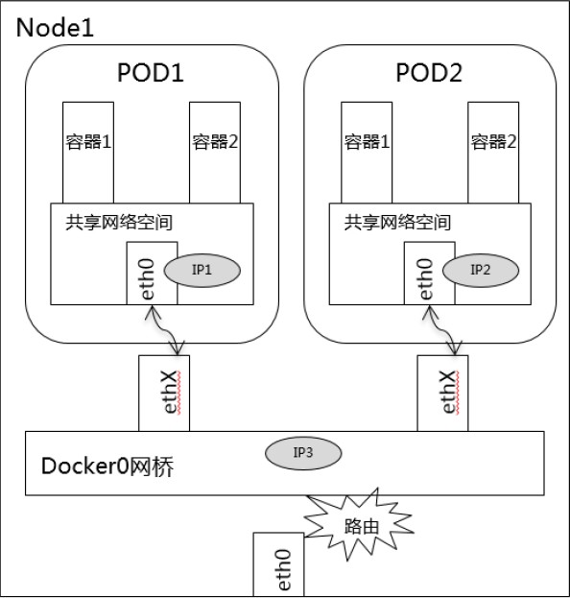 Node1
POD1
POD2
容器1
容器2
容器1
容器2
共享网络空间
共享网络空间
eth0
IP1
eth0
IP2
ethX
ethX
IP3
Docker0网桥
路由
eth0